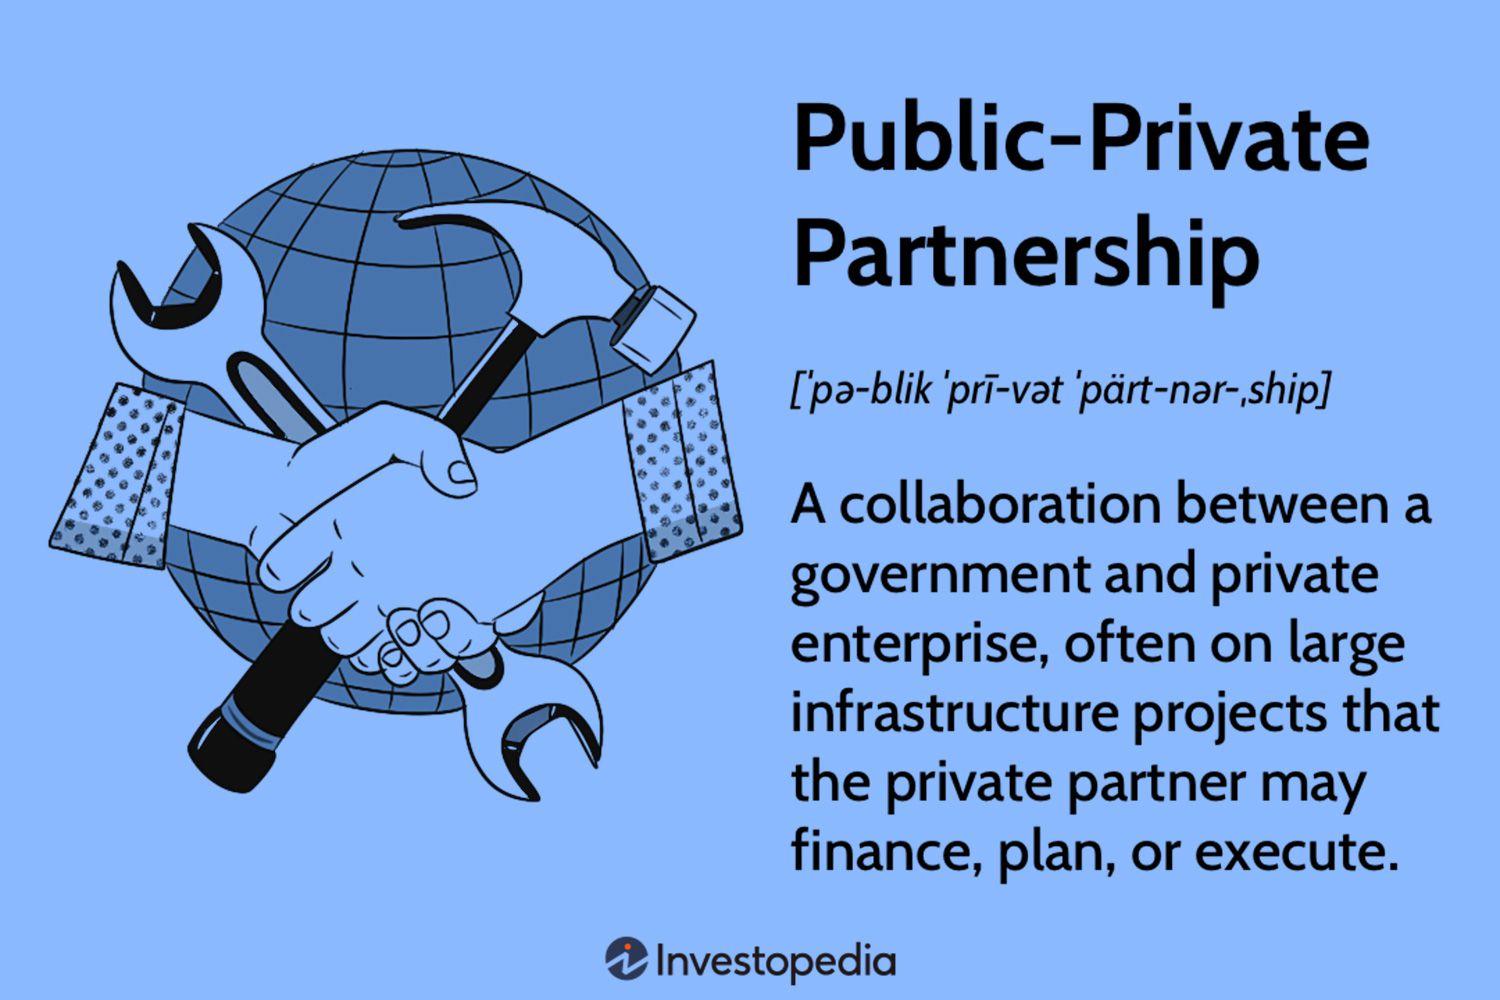 Public-Private
Partnership
[ˈpə-blik ˈprī-vət ˈpärt-nər-ˌship]
A collaboration between a
government and private
enterprise, often on large
infrastructure projects that
the private partner may
finance, plan, or execute.
Investopedia